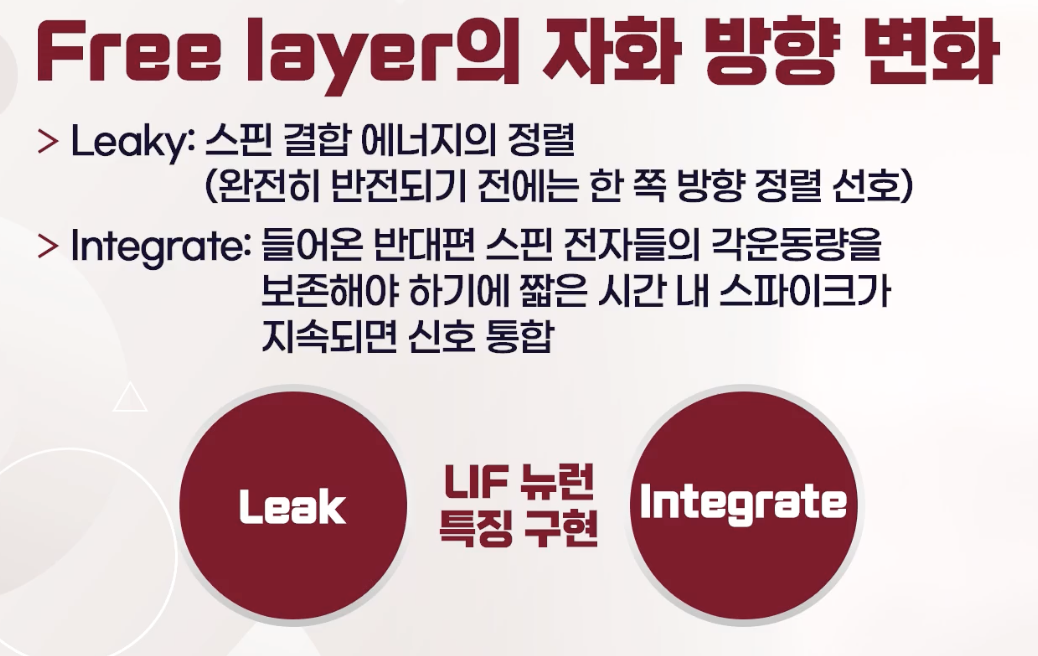 Free layer의 자화 방향 변화
> Leaky: 스핀 결합 에너지의 정렬
(완전히 반전되기 전에는 한 쪽 방향 정렬 선호)
> Integrate: 들어온 반대편 스핀 전자들의 각운동량을
보존해야 하기에 짧은 시간 내 스파이크가
지속되면 신호 통합
Leak
LIF 뉴런
특징 구현
Integrate